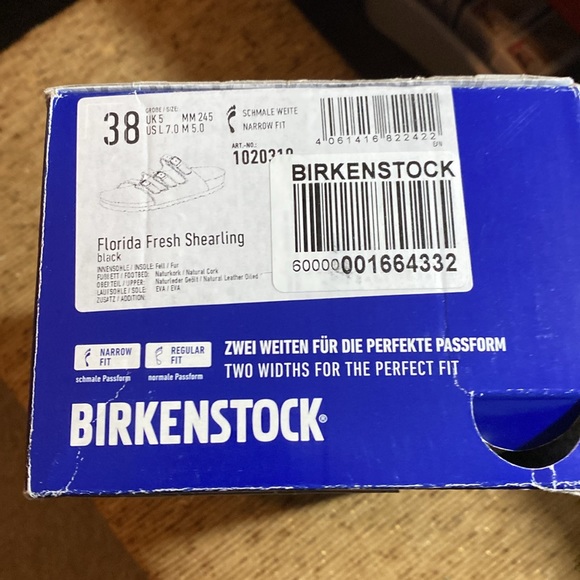 38
GRÖSSE / SIZE:
UK 5 MM 245
US L 7.0 M 5.0
SCHMALE WEITE
NARROW FIT
4 061416 822422
ART.-NO.:
BIRKENSTOCK
60000001664332
Florida Fresh Shearling
black
INNENSOHLE / INSOLE: Fell / Fur
FUSSBETT / FOOTBED: Naturkork / Natural Cork
OBERTEIL / UPPER: Naturleder Geölt / Natural Leather Oiled
LAUFSOHLE / SOLE: EVA / EVA
ZUSATZ / ADDITION:
NARROW FIT
schmale Passform
REGULAR FIT
normale Passform
ZWEI WEITEN FÜR DIE PERFEKTE PASSFORM
TWO WIDTHS FOR THE PERFECT FIT
BIRKENSTOCK®